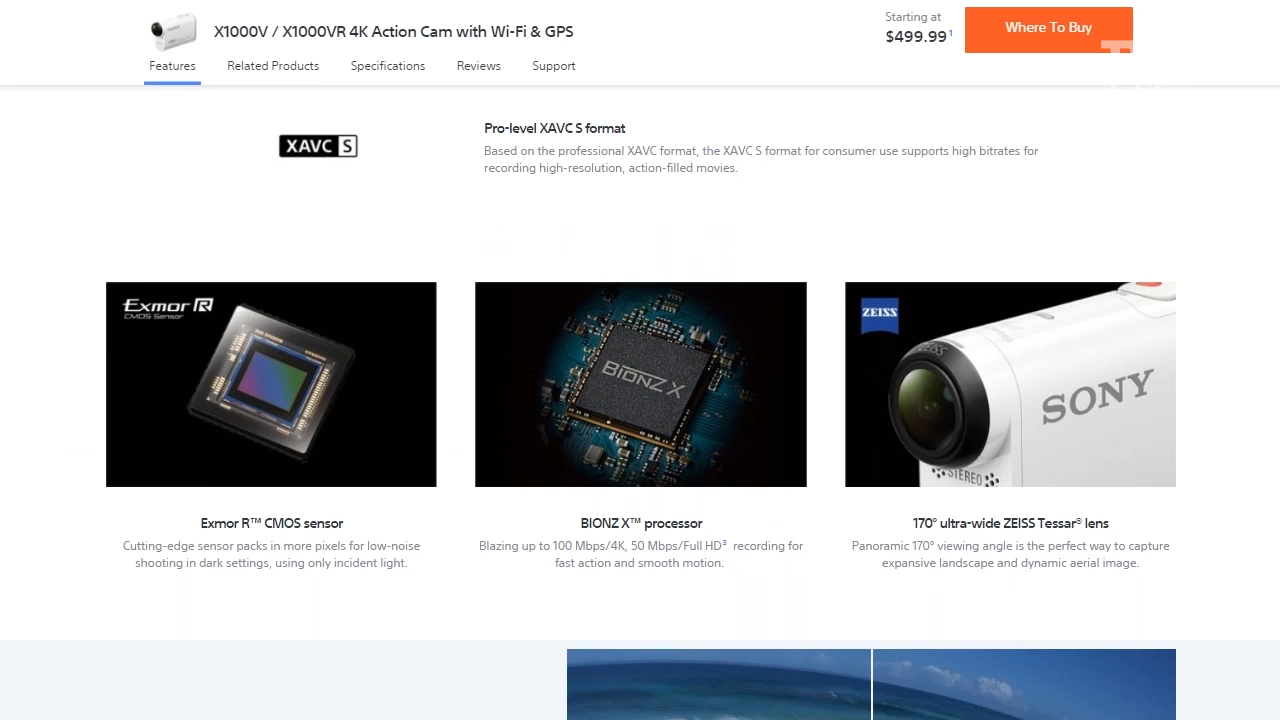 X1000V / X1000VR 4K Action Cam with Wi-Fi & GPS
Starting at
$499.99¹
Where To Buy
Features
Related Products
Specifications
Reviews
Support
XAVC S
Pro-level XAVC S format
Based on the professional XAVC format, the XAVC S format for consumer use supports high bitrates for
recording high-resolution, action-filled movies.
Exmor R
CMOS Sensor
BIONZ X
ZEISS
ZEISS
SONY
STEREO
Exmor R™ CMOS sensor
Cutting-edge sensor packs in more pixels for low-noise
shooting in dark settings, using only incident light.
BIONZ X™ processor
Blazing up to 100 Mbps/4K, 50 Mbps/Full HD³ recording for
fast action and smooth motion.
170° ultra-wide ZEISS Tessar® lens
Panoramic 170° viewing angle is the perfect way to capture
expansive landscape and dynamic aerial image.